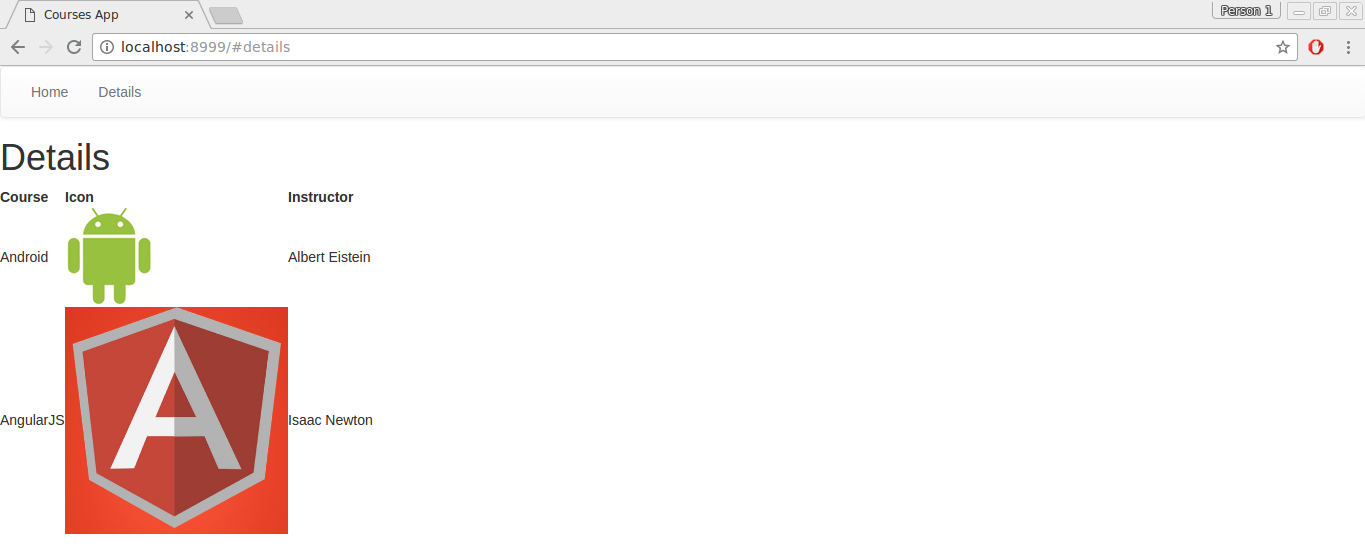 Courses App
Person 1
localhost:8999/#details
Home Details
Details
Course Icon Instructor
Android Albert Eistein
AngularJS Isaac Newton